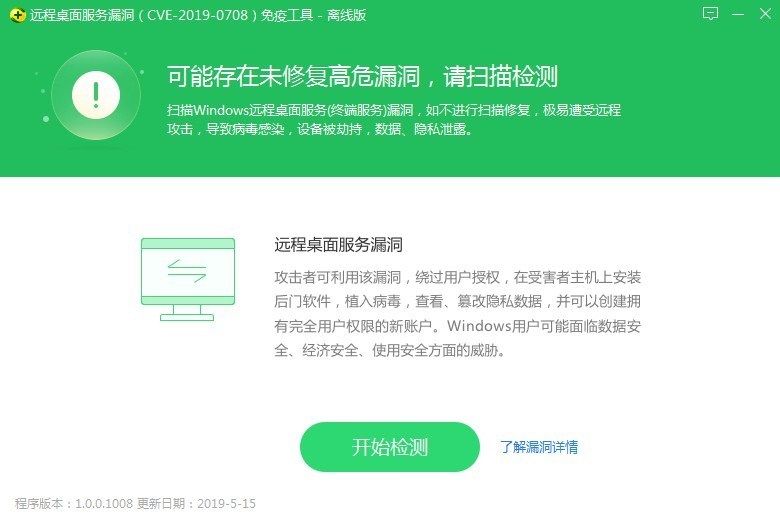 远程桌面服务漏洞（CVE-2019-0708）免疫工具 - 离线版
可能存在未修复高危漏洞，请扫描检测
扫描Windows远程桌面服务(终端服务)漏洞，如不进行扫描修复，极易遭受远程
攻击，导致病毒感染，设备被劫持，数据、隐私泄露。
远程桌面服务漏洞
攻击者可利用该漏洞，绕过用户授权，在受害者主机上安装
后门软件，植入病毒，查看、篡改隐私数据，并可以创建拥
有完全用户权限的新账户。Windows用户可能面临数据安
全、经济安全、使用安全方面的威胁。
开始检测
了解漏洞详情
程序版本：1.0.0.1008 更新日期：2019-5-15